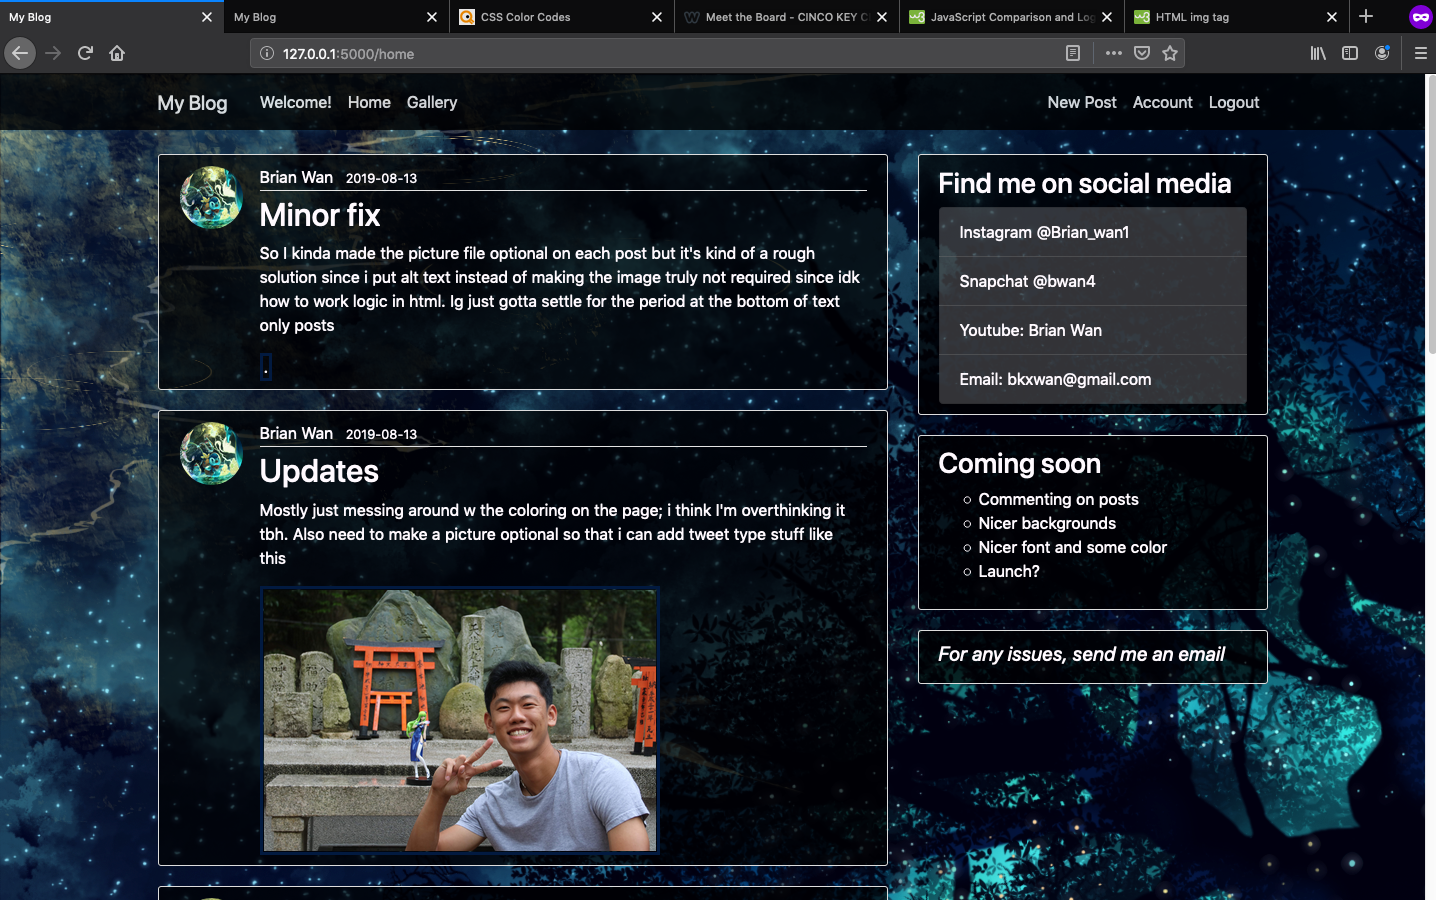 My Blog
My Blog
CSS Color Codes
Meet the Board - CINCO KEY C
JavaScript Comparison and Log
HTML img tag
127.0.0.1:5000/home
My Blog
Welcome!
Home
Gallery
New Post
Account
Logout
Brian Wan 2019-08-13
Minor fix
So I kinda made the picture file optional on each post but it's kind of a rough
solution since i put alt text instead of making the image truly not required since idk
how to work logic in html. Ig just gotta settle for the period at the bottom of text
only posts
.
Brian Wan 2019-08-13
Updates
Mostly just messing around w the coloring on the page; i think I'm overthinking it
tbh. Also need to make a picture optional so that i can add tweet type stuff like
this
Find me on social media
Instagram @Brian_wan1
Snapchat @bwan4
Youtube: Brian Wan
Email: bkxwan@gmail.com
Coming soon
Commenting on posts
Nicer backgrounds
Nicer font and some color
Launch?
For any issues, send me an email